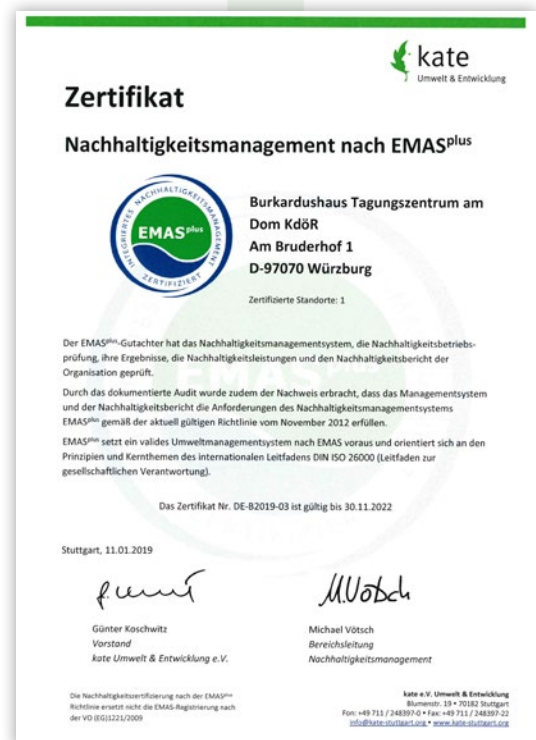 kate
Umwelt & Entwicklung
Zertifikat
Nachhaltigkeitsmanagement nach EMASplus
INTEGRIERTES NACHHALTIGKEITSMANAGEMENT
EMASplus
ZERTIFIZIERT
Burkardushaus Tagungszentrum am
Dom KdöR
Am Bruderhof 1
D-97070 Würzburg
Zertifizierte Standorte: 1
Der EMASplus-Gutachter hat das Nachhaltigkeitsmanagementsystem, die Nachhaltigkeitsbetriebs-
prüfung, ihre Ergebnisse, die Nachhaltigkeitsleistungen und den Nachhaltigkeitsbericht der
Organisation geprüft.
Durch das dokumentierte Audit wurde zudem der Nachweis erbracht, dass das Managementsystem
und der Nachhaltigkeitsbericht die Anforderungen des Nachhaltigkeitsmanagementsystems
EMASplus gemäß der aktuell gültigen Richtlinie vom November 2012 erfüllen.
EMASplus setzt ein valides Umweltmanagementsystem nach EMAS voraus und orientiert sich an den
Prinzipien und Kernthemen des internationalen Leitfadens DIN ISO 26000 (Leitfaden zur
gesellschaftlichen Verantwortung).
Das Zertifikat Nr. DE-B2019-03 ist gültig bis 30.11.2022
Stuttgart, 11.01.2019
M. Vötsch
Günter Koschwitz
Vorstand
kate Umwelt & Entwicklung e.V.
Michael Vötsch
Bereichsleitung
Nachhaltigkeitsmanagement
Die Nachhaltigkeitszertifizierung nach der EMASplus
Richtlinie ersetzt nicht die EMAS-Registrierung nach
der VO (EG)1221/2009
kate e.V. Umwelt & Entwicklung
Blumenstr. 19 • 70182 Stuttgart
Fon: +49 711 / 248397-0 • Fax: +49 711 / 248397-22
info@kate-stuttgart.org • www.kate-stuttgart.org